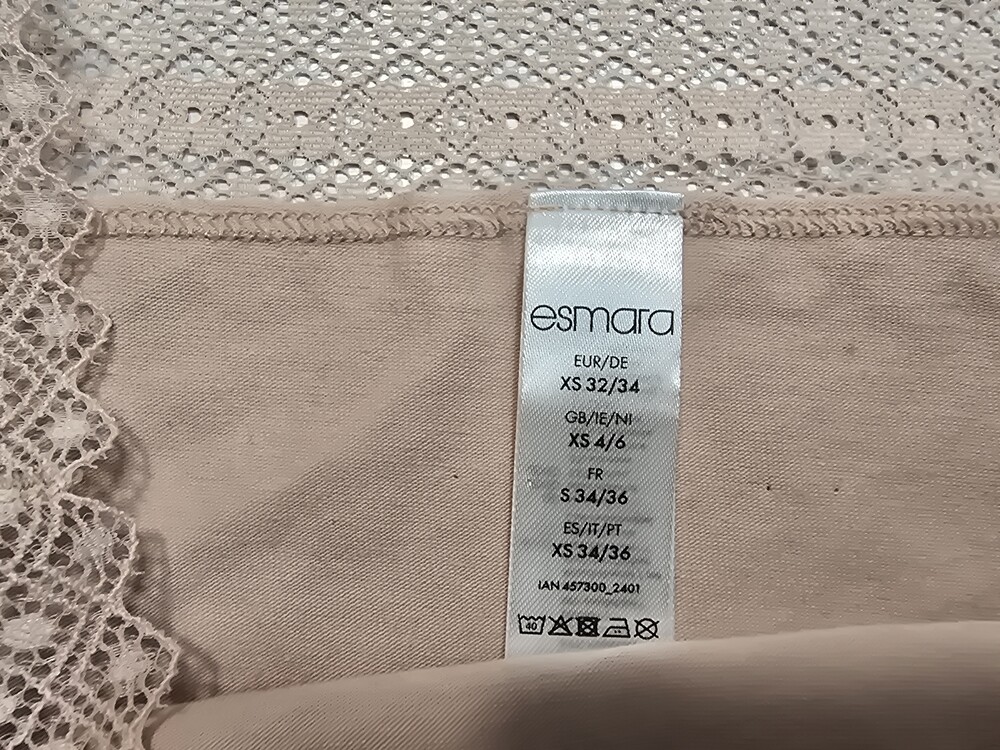 esmara
EUR/DE
XS 32/34
GB/IE/NI
XS 4/6
FR
S 34/36
ES/IT/PT
XS 34/36
IAN 457300_2401
40